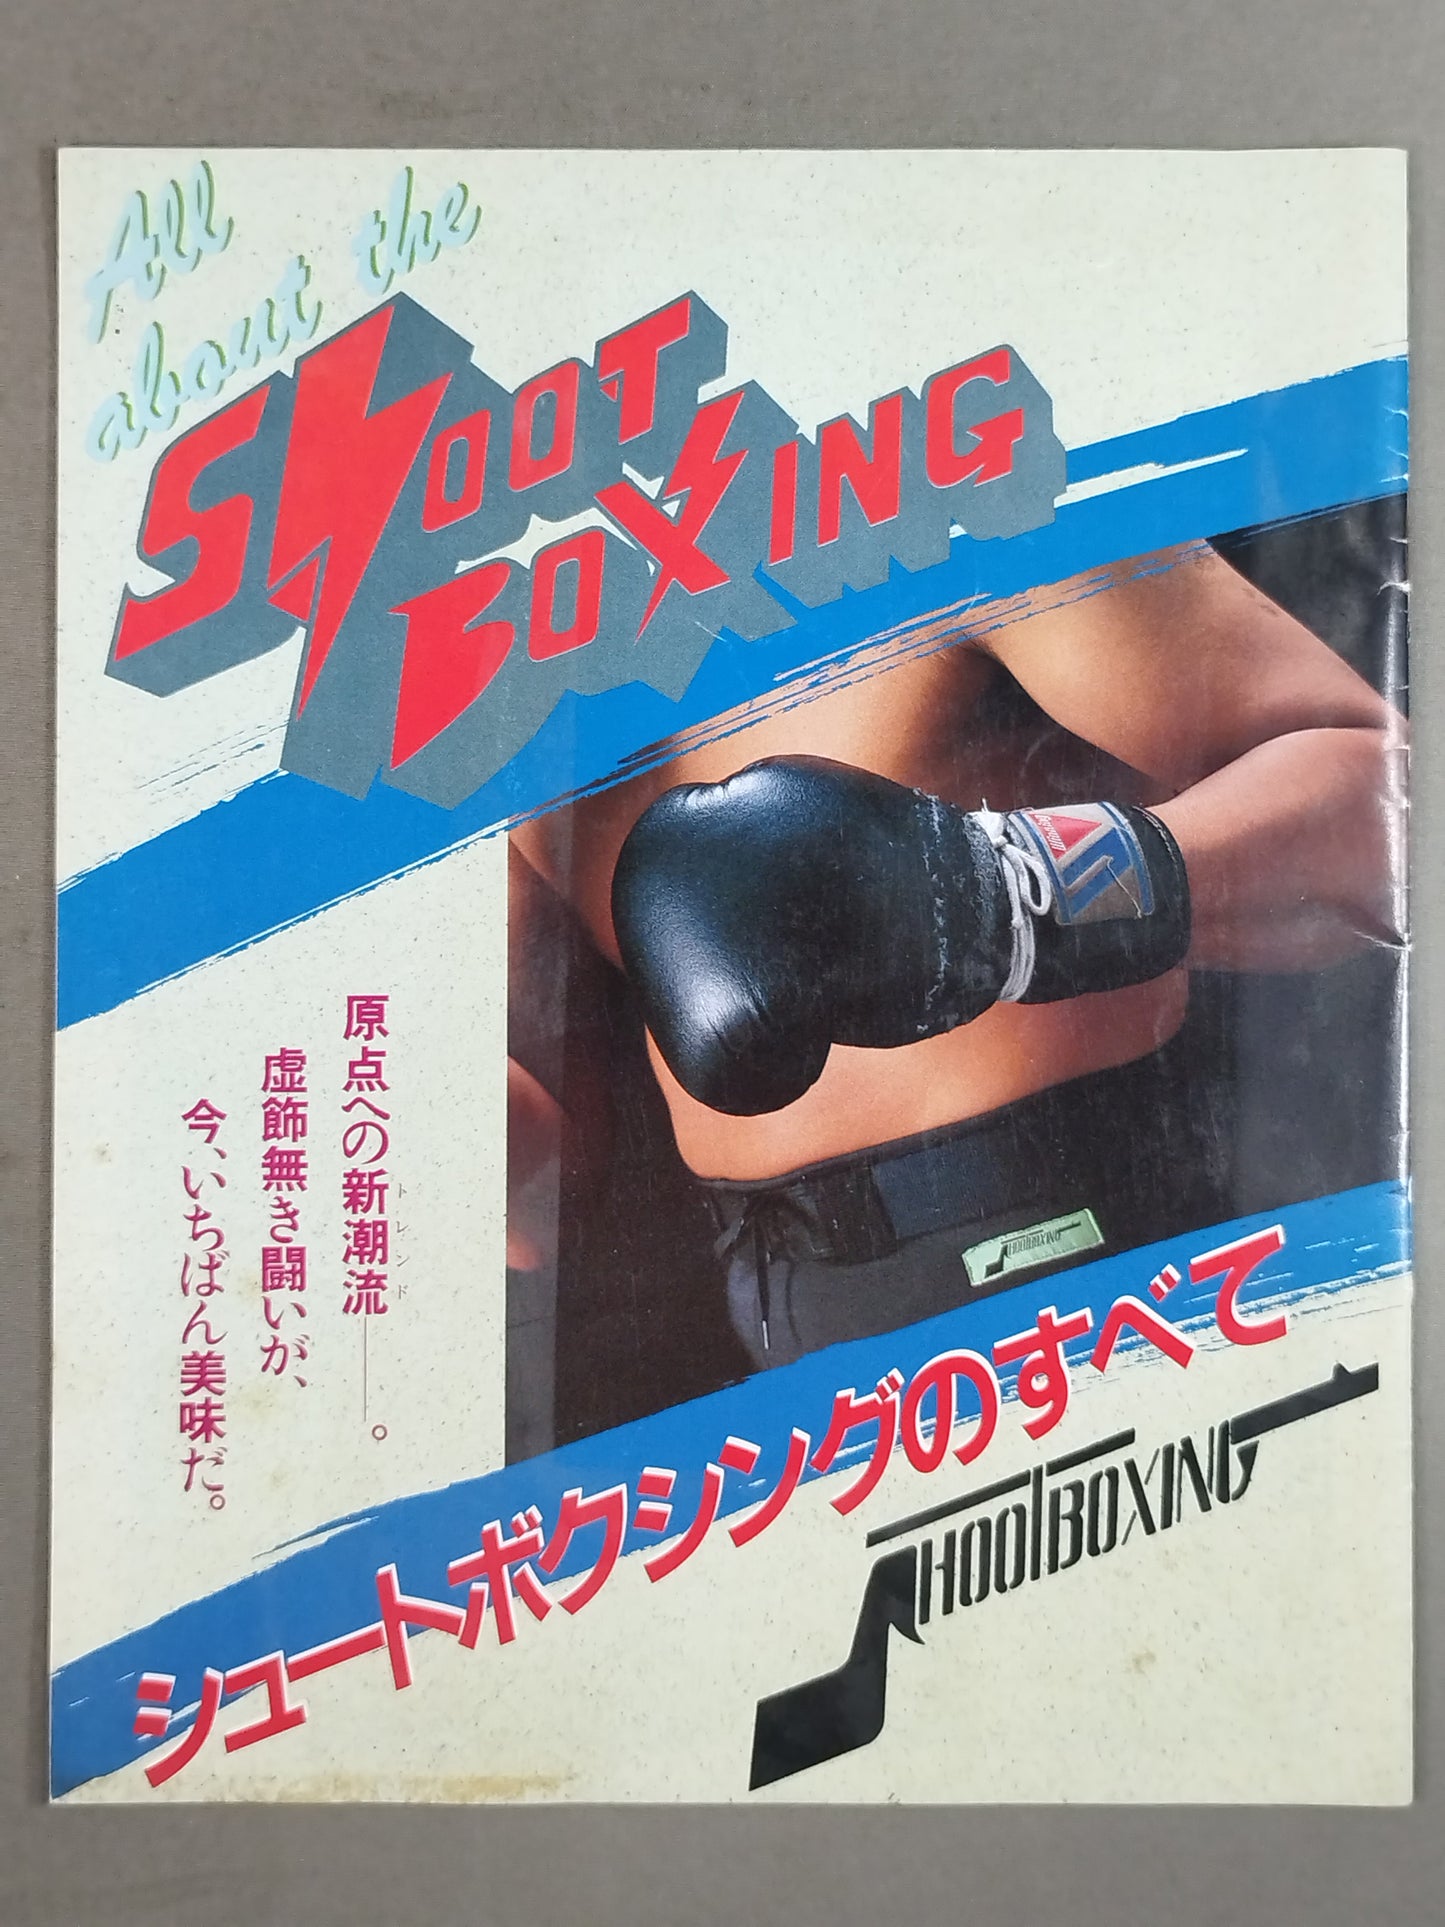 All
about the
SHOOT
BOXING
Winning
原点への新潮流――。
トレンド
虚飾無き闘いが、
今、いちばん美味だ。
SHOOTBOXING
シュートボクシングのすべて
SHOOTBOXING